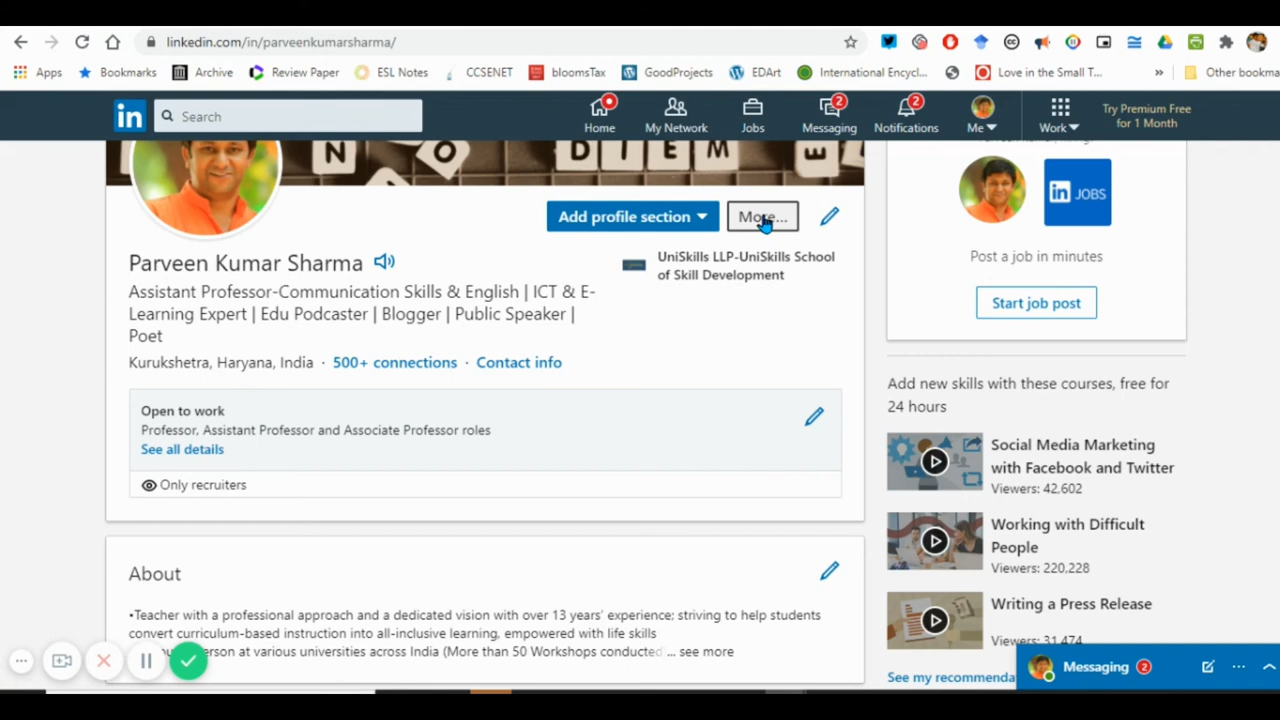 linkedin.com/in/parveenkumarsharma/
Apps Bookmarks Archive Review Paper ESL Notes CCSENET bloomsTax GoodProjects EDArt International Encycl... Love in the Small T... » Other bookma
in Search
Home My Network Jobs Messaging 2 Notifications 2 Me Work Try Premium Free
for 1 Month
N O D I E M
Add profile section More...
Parveen Kumar Sharma
UniSkills LLP-UniSkills School
of Skill Development
Assistant Professor-Communication Skills & English | ICT & E-
Learning Expert | Edu Podcaster | Blogger | Public Speaker |
Poet
Kurukshetra, Haryana, India · 500+ connections · Contact info
Open to work
Professor, Assistant Professor and Associate Professor roles
See all details
Only recruiters
About
•Teacher with a professional approach and a dedicated vision with over 13 years' experience; striving to help students
convert curriculum-based instruction into all-inclusive learning, empowered with life skills
erson at various universities across India (More than 50 Workshops conducted ... see more
in JOBS
Post a job in minutes
Start job post
Add new skills with these courses, free for
24 hours
Social Media Marketing
with Facebook and Twitter
Viewers: 42,602
Working with Difficult
People
Viewers: 220,228
Writing a Press Release
Viewers: 31,474
See my recommenda
Messaging 2